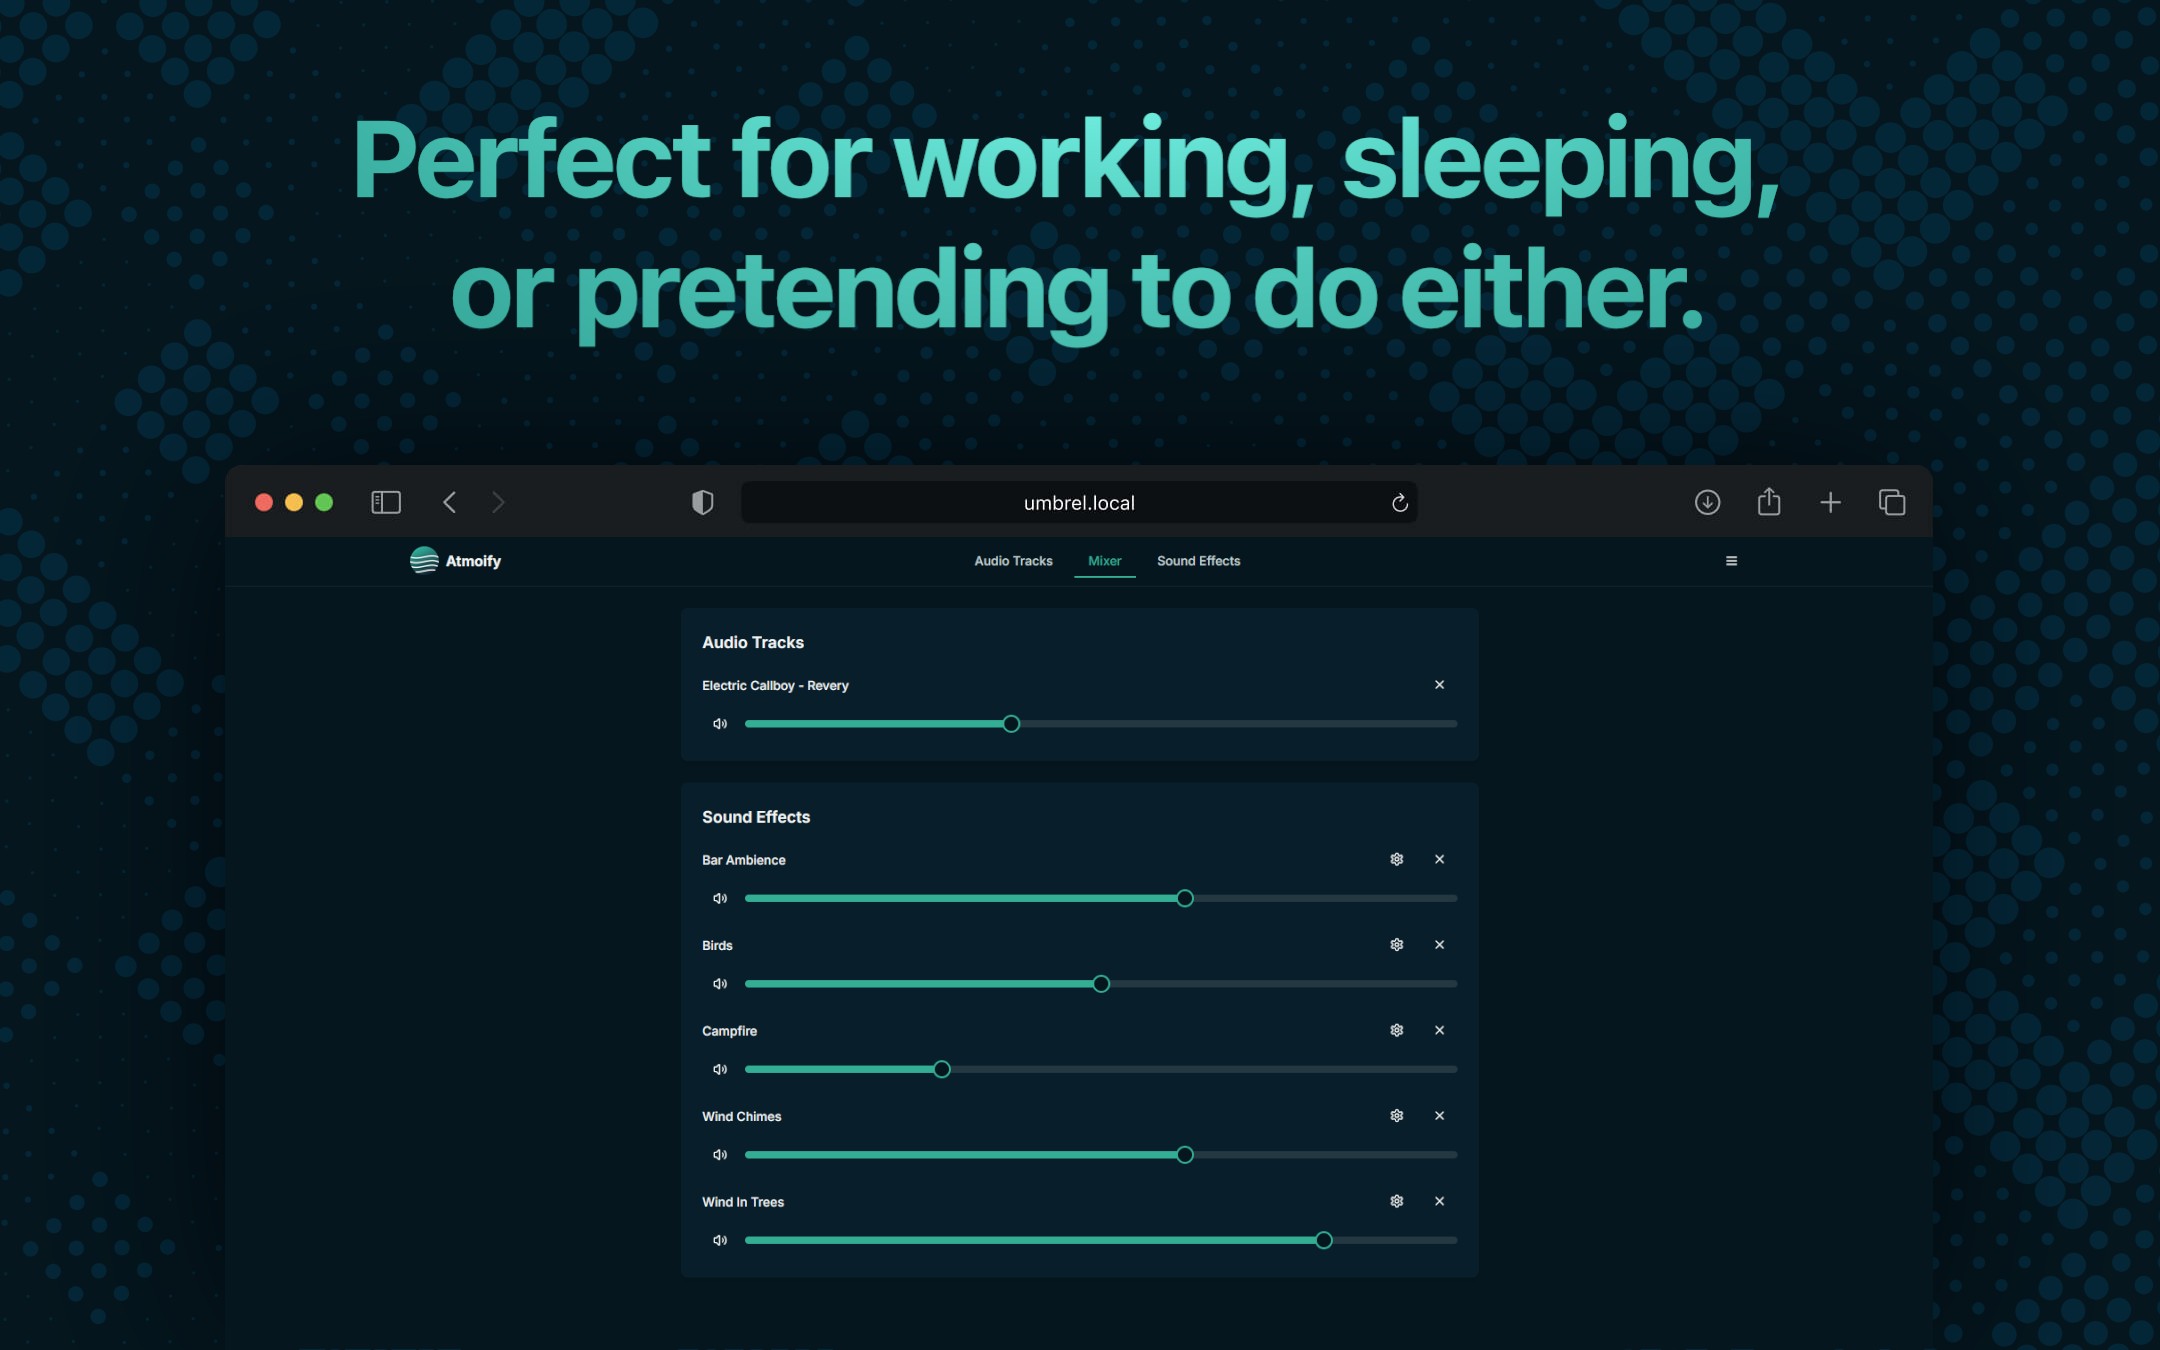 Perfect for working, sleeping,
or pretending to do either.
umbrel.local
Atmoify
Audio Tracks
Mixer
Sound Effects
Audio Tracks
Electric Callboy - Revery
Sound Effects
Bar Ambience
Birds
Campfire
Wind Chimes
Wind In Trees